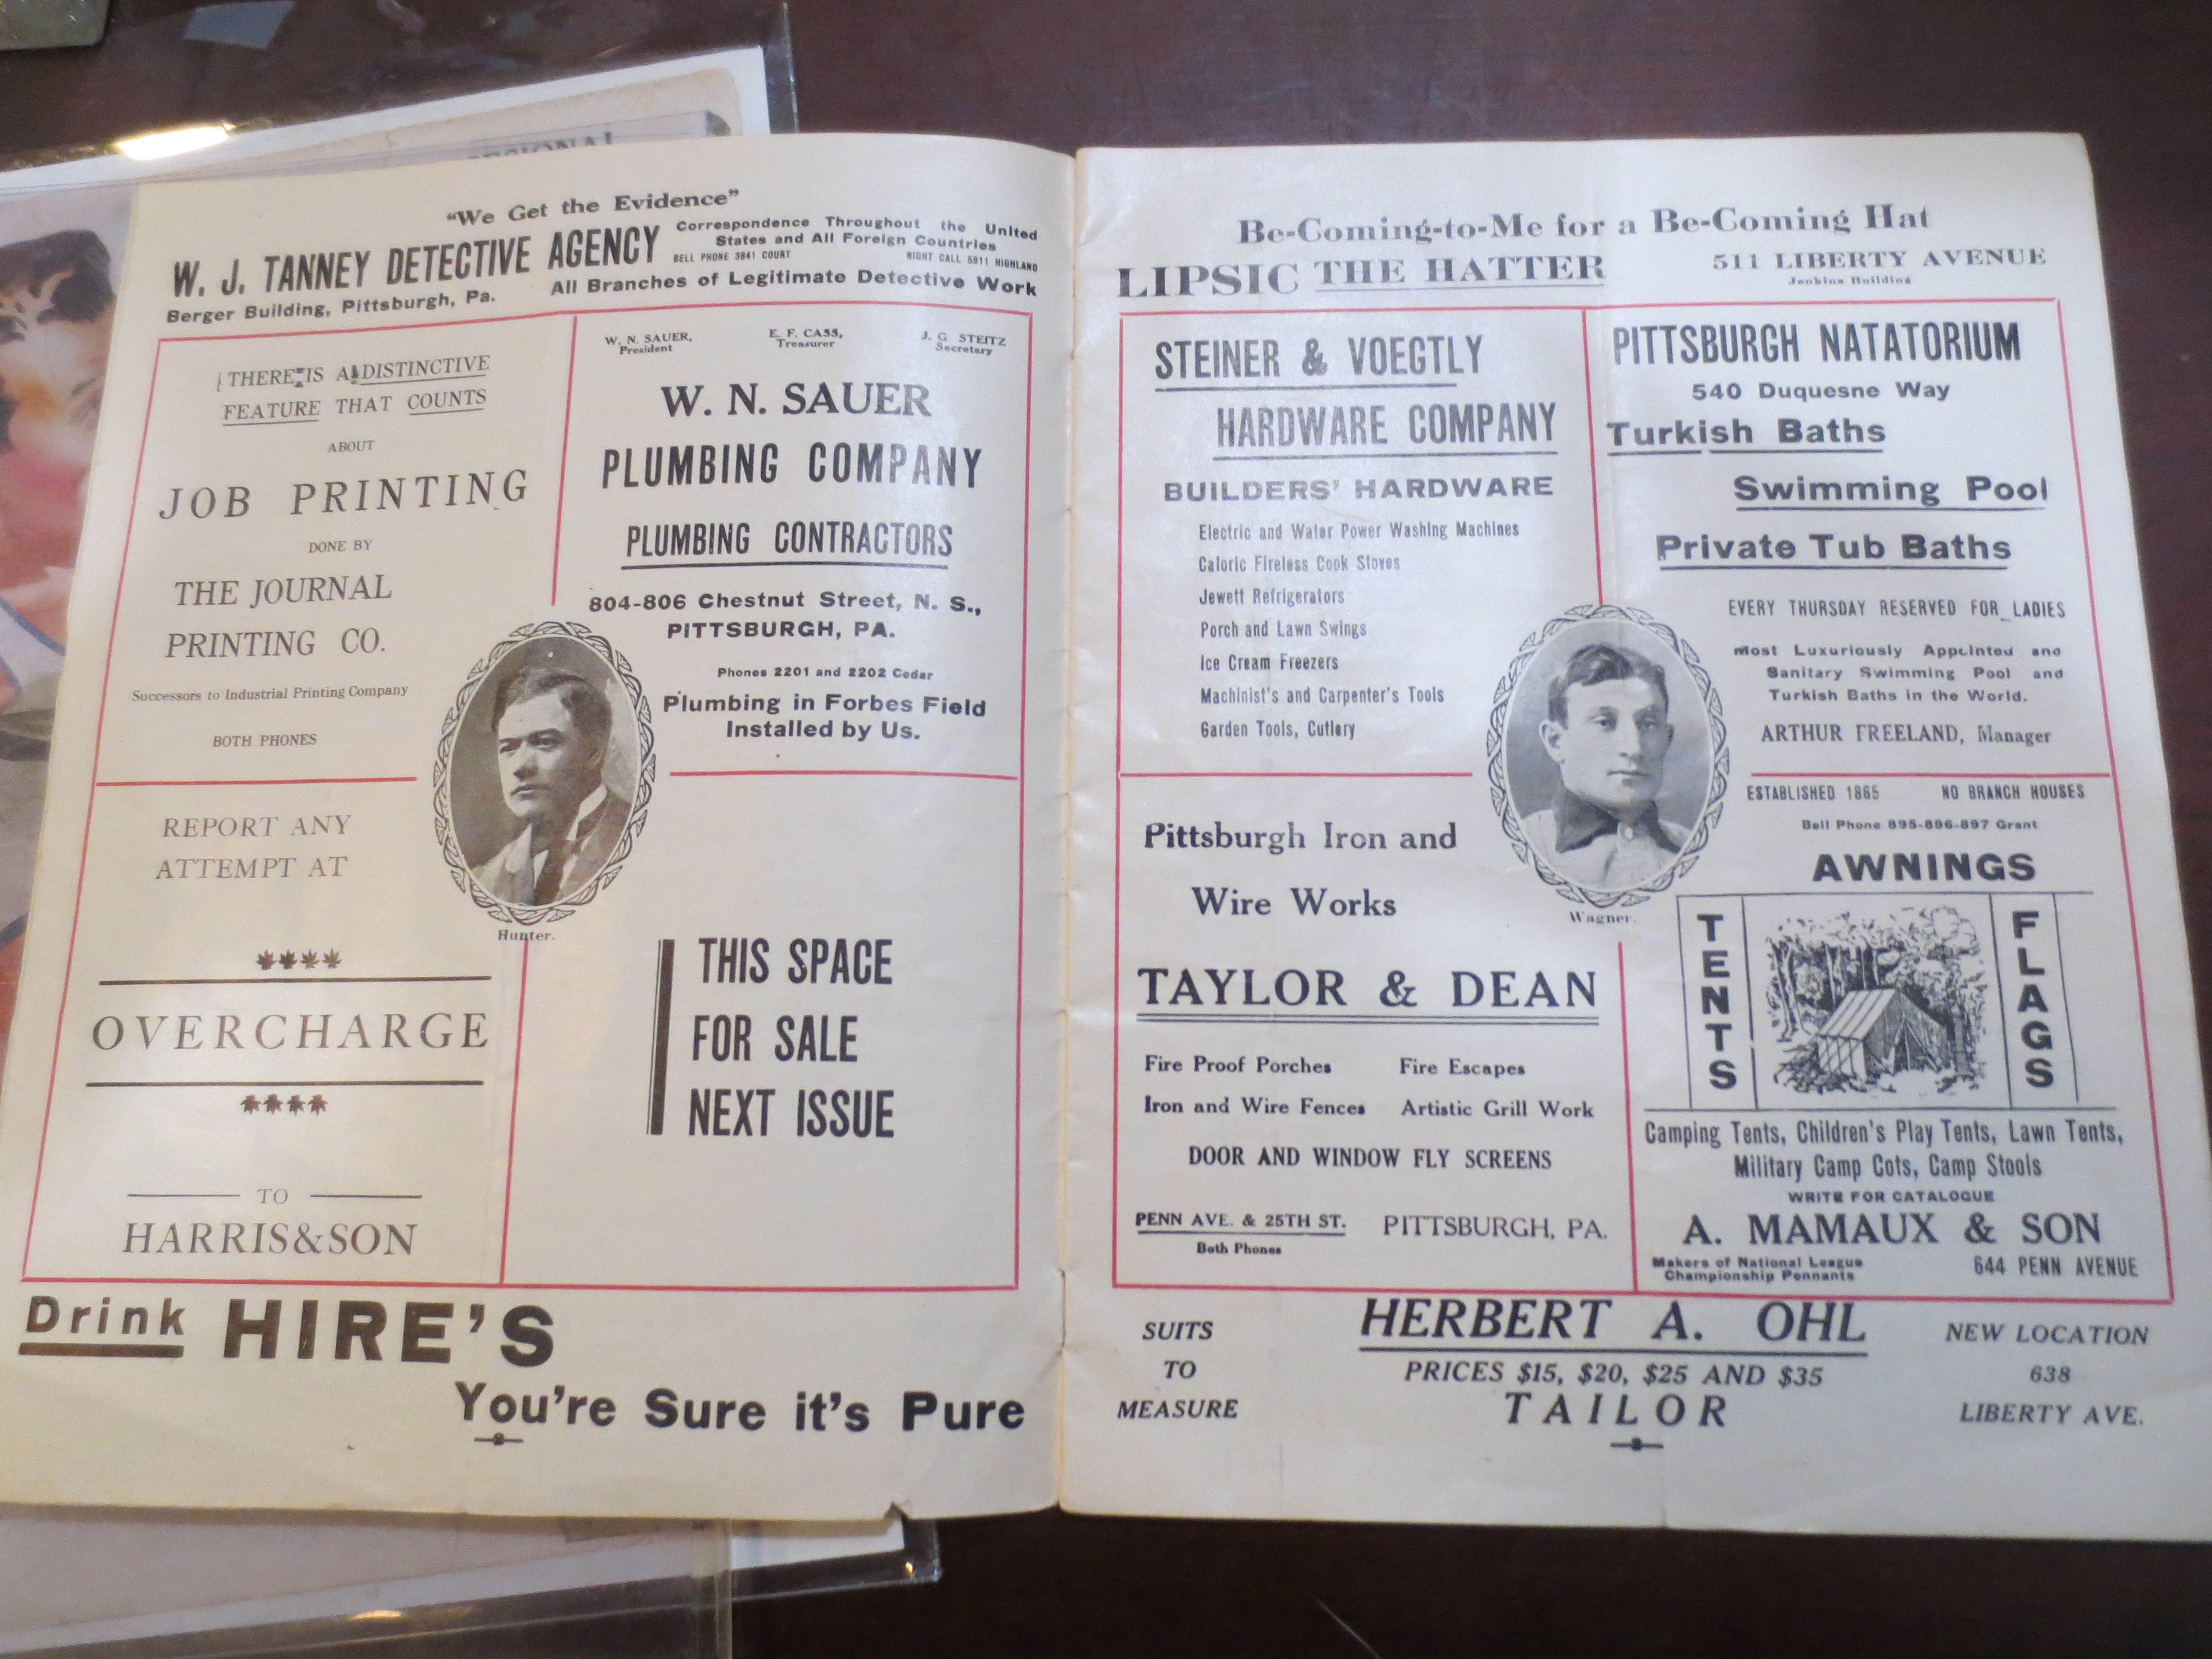 "We Get the Evidence"
W. J. TANNEY DETECTIVE AGENCY
Berger Building, Pittsburgh, Pa.
Correspondence Throughout the United
States and All Foreign Countries
BELL PHONE 3841 COURT NIGHT CALL 5911 HIGHLAND
All Branches of Legitimate Detective Work
THERE IS A DISTINCTIVE
FEATURE THAT COUNTS
ABOUT
JOB PRINTING
DONE BY
THE JOURNAL
PRINTING CO.
Successors to Industrial Printing Company
BOTH PHONES
W. N. SAUER, President
E. F. CASS, Treasurer
J. G. STEITZ Secretary
W. N. SAUER
PLUMBING COMPANY
PLUMBING CONTRACTORS
804-806 Chestnut Street, N. S.,
PITTSBURGH, PA.
Phones 2201 and 2202 Cedar
Plumbing in Forbes Field
Installed by Us.
Hunter.
REPORT ANY
ATTEMPT AT
OVERCHARGE
TO
HARRIS&SON
THIS SPACE
FOR SALE
NEXT ISSUE
Drink HIRE'S
You're Sure it's Pure
Be-Coming-to-Me for a Be-Coming Hat
LIPSIC THE HATTER
511 LIBERTY AVENUE
Jenkins Building
STEINER & VOEGTLY
HARDWARE COMPANY
BUILDERS' HARDWARE
Electric and Water Power Washing Machines
Caloric Fireless Cook Stoves
Jewett Refrigerators
Porch and Lawn Swings
Ice Cream Freezers
Machinist's and Carpenter's Tools
Garden Tools, Cutlery
PITTSBURGH NATATORIUM
540 Duquesne Way
Turkish Baths
Swimming Pool
Private Tub Baths
EVERY THURSDAY RESERVED FOR LADIES
Most Luxuriously Appointed and
Sanitary Swimming Pool and
Turkish Baths in the World.
ARTHUR FREELAND, Manager
Wagner.
Pittsburgh Iron and
Wire Works
TAYLOR & DEAN
Fire Proof Porches Fire Escapes
Iron and Wire Fences Artistic Grill Work
DOOR AND WINDOW FLY SCREENS
PENN AVE. & 25TH ST. PITTSBURGH, PA.
Both Phones
ESTABLISHED 1865 NO BRANCH HOUSES
Bell Phone 895-896-897 Grant
AWNINGS
TENTS
FLAGS
Camping Tents, Children's Play Tents, Lawn Tents,
Military Camp Cots, Camp Stools
WRITE FOR CATALOGUE
A. MAMAUX & SON
Makers of National League
Championship Pennants
644 PENN AVENUE
SUITS
TO
MEASURE
HERBERT A. OHL
PRICES $15, $20, $25 AND $35
TAILOR
NEW LOCATION
638
LIBERTY AVE.